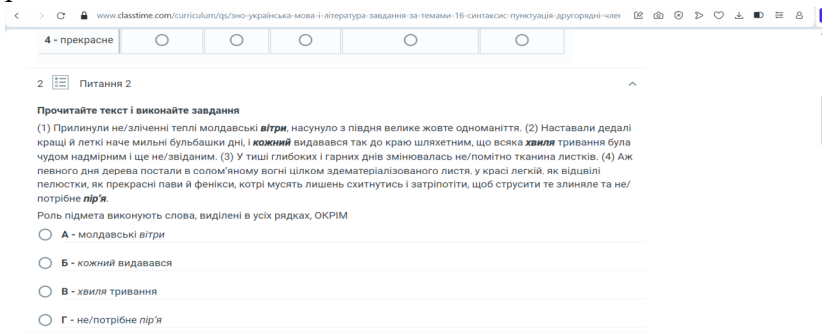 www.classtime.com/curriculum/qs/зно-українська-мова-і-література-завдання-за-темами-16-синтаксис-пунктуація-другорядні-члег
4 - прекрасне
2 Питання 2
Прочитайте текст і виконайте завдання
(1) Прилинули не/зліченні теплі молдавські вітри, насунуло з півдня велике жовте одноманіття. (2) Наставали дедалі
кращі й леткі наче мильні бульбашки дні, і кожний видавався так до краю шляхетним, що всяка хвиля тривання була
чудом надмірним і ще не/звіданим. (3) У тиші глибоких і гарних днів змінювалась не/помітно тканина листків. (4) Аж
певного дня дерева постали в солом’яному вогні цілком здематеріалізованого листя, у красі легкій, як відцвілі
пелюстки, як прекрасні пави й фенікси, котрі мусять лишень схитнутись і затріпотіти, щоб струсити те злиняле та не/
потрібне пір’я.
Роль підмета виконують слова, виділені в усіх рядках, ОКРІМ
А - молдавські вітри
Б - кожний видавався
В - хвиля тривання
Г - не/потрібне пір’я